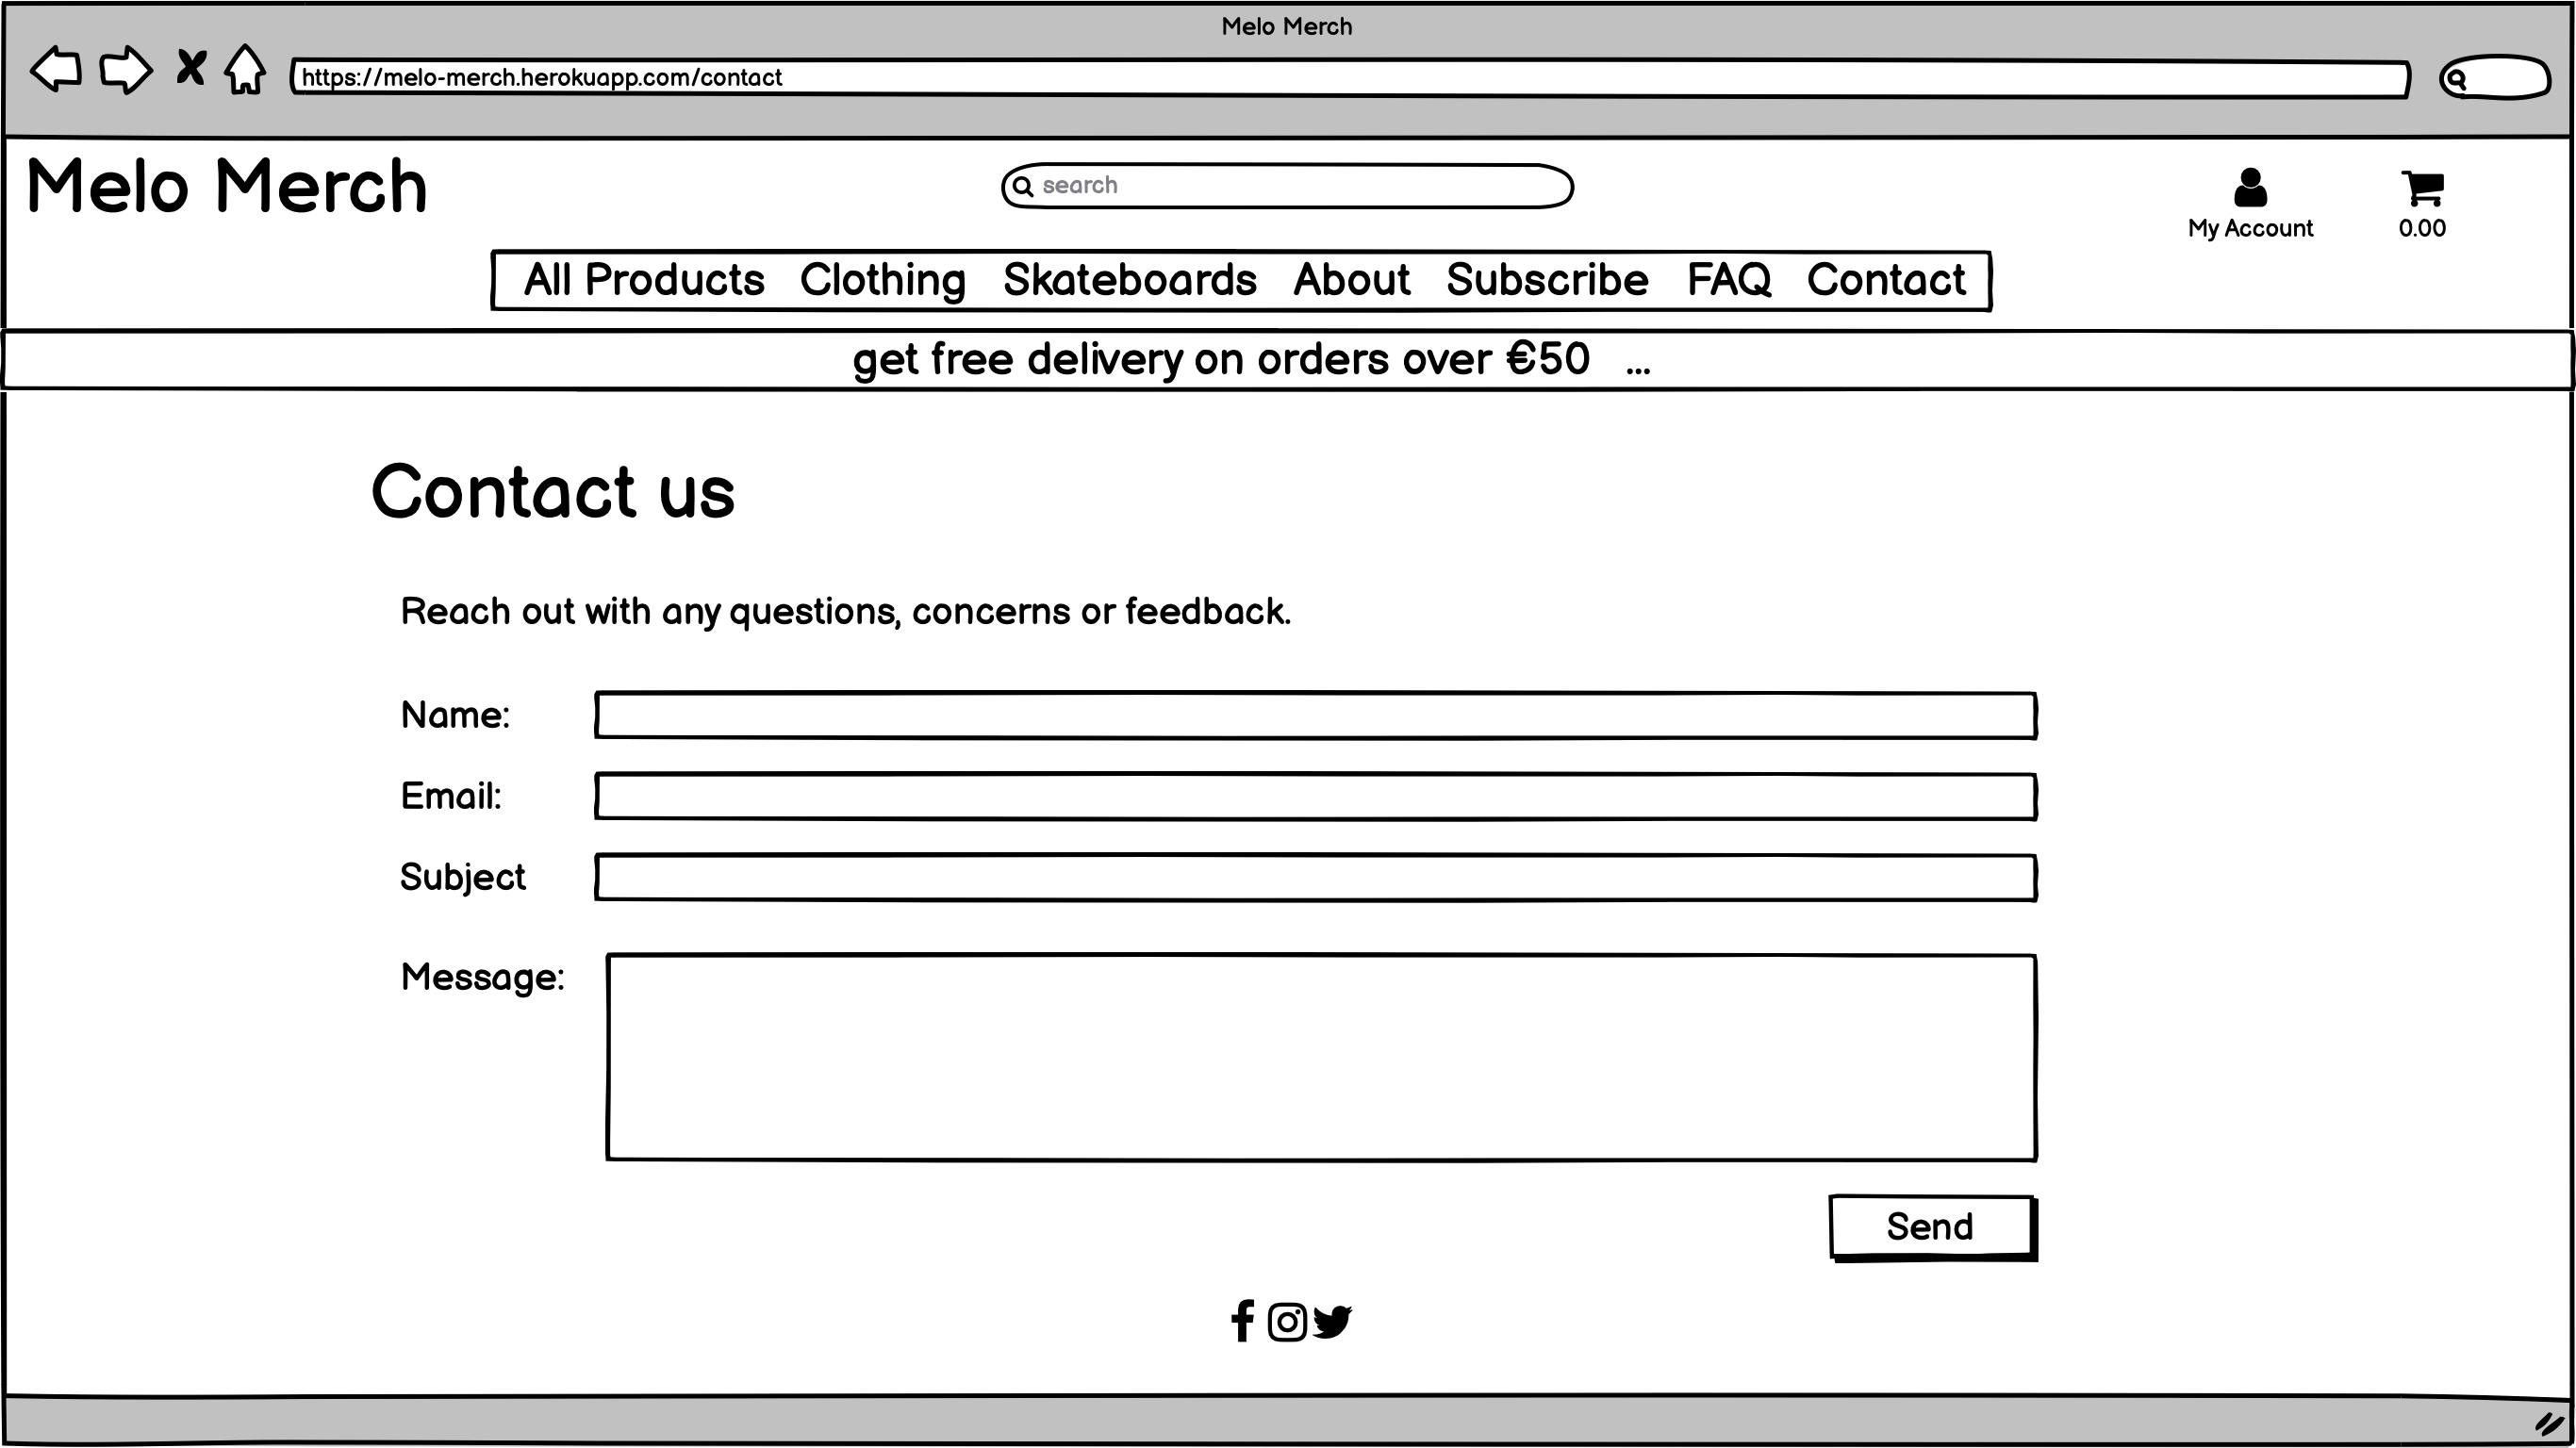 Melo Merch
https://melo-merch.herokuapp.com/contact
Melo Merch
search
My Account
0.00
All Products Clothing Skateboards About Subscribe FAQ Contact
get free delivery on orders over €50 ...
Contact us
Reach out with any questions, concerns or feedback.
Name:
Email:
Subject
Message:
Send